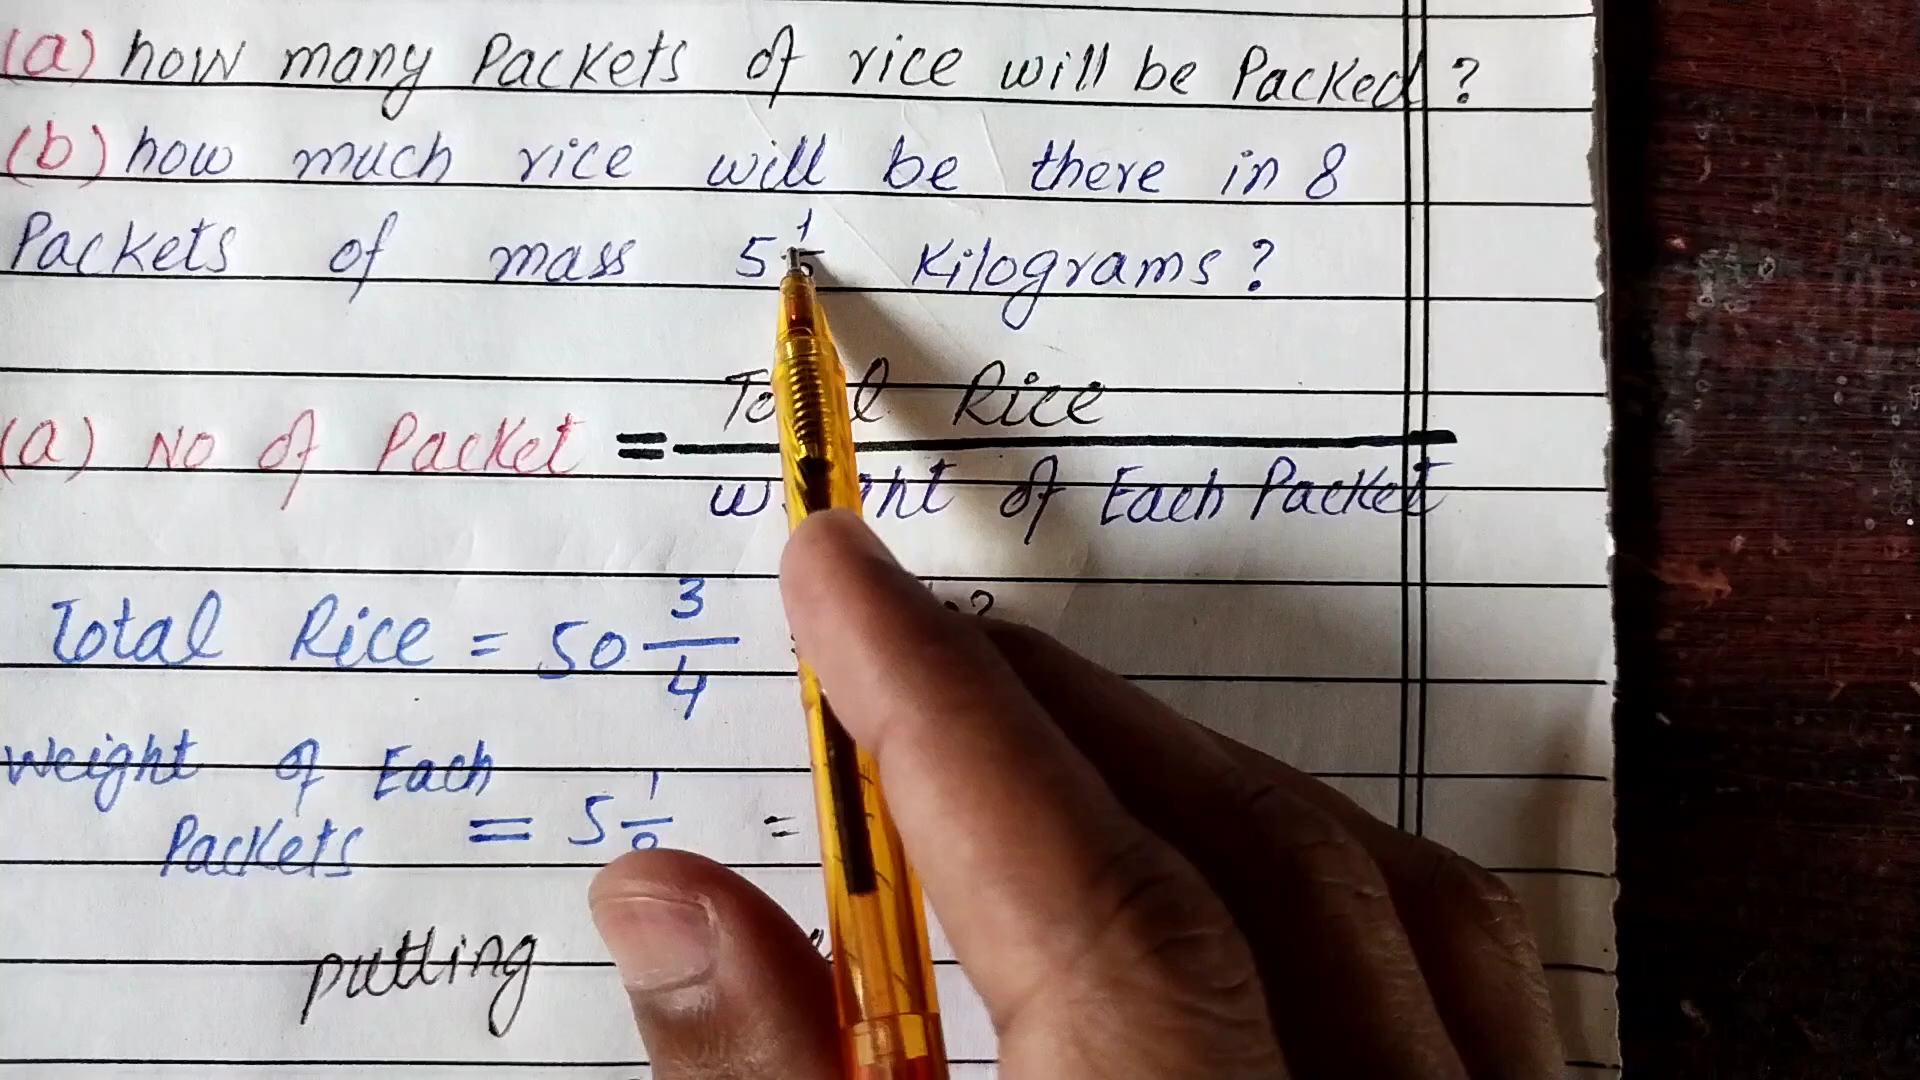 (a) how many Packets of rice will be Packed ?
(b) how much rice will be there in 8
Packets of mass 5 1/5 Kilograms ?
(a) No of Packet = Total Rice
Weight of Each Packet
Total Rice = 50 3/4
Weight of Each
Packets = 5 =
putting